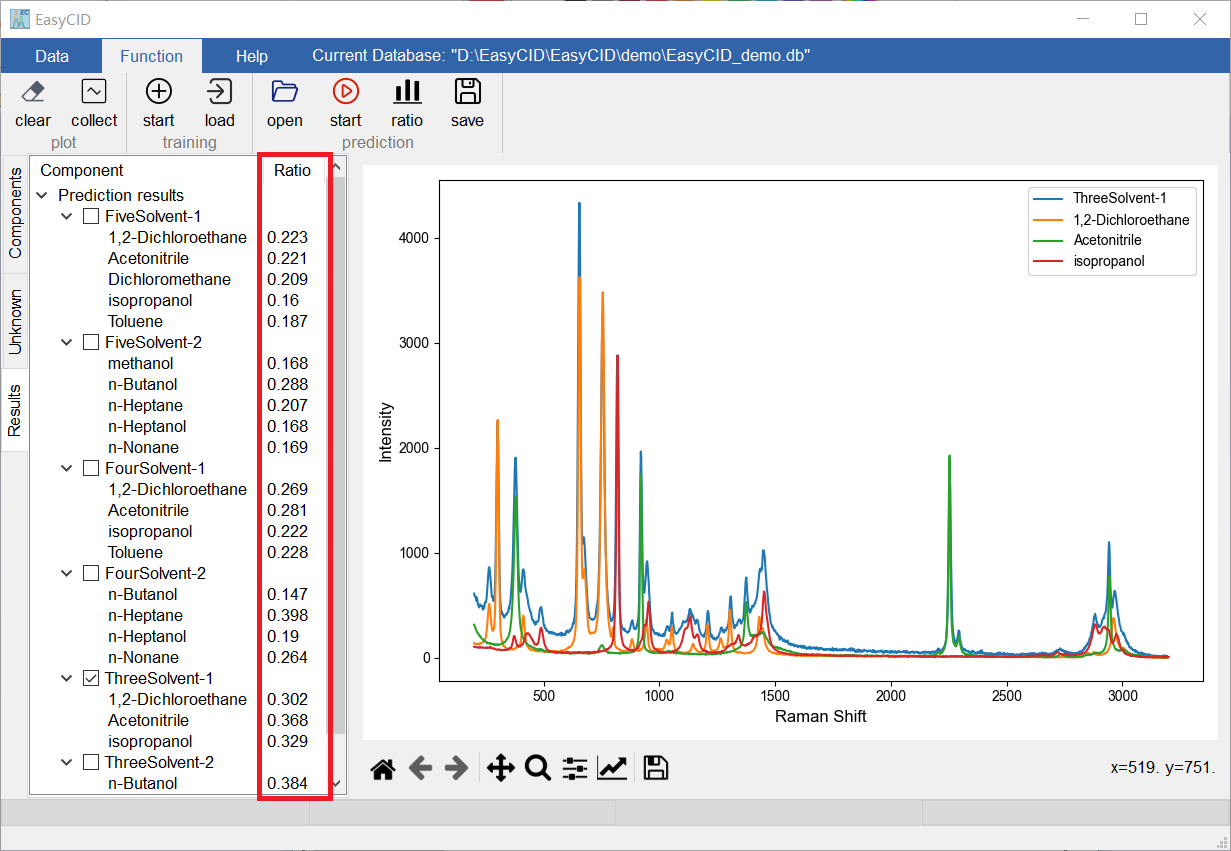 EasyCID
Data Function Help Current Database: "D:\EasyCID\EasyCID\demo\EasyCID_demo.db"
clear collect start load open start ratio save
plot training prediction
Components
Unknown
Results
Component Ratio
Prediction results
FiveSolvent-1
1,2-Dichloroethane 0.223
Acetonitrile 0.221
Dichloromethane 0.209
isopropanol 0.16
Toluene 0.187
FiveSolvent-2
methanol 0.168
n-Butanol 0.288
n-Heptane 0.207
n-Heptanol 0.168
n-Nonane 0.169
FourSolvent-1
1,2-Dichloroethane 0.269
Acetonitrile 0.281
isopropanol 0.222
Toluene 0.228
FourSolvent-2
n-Butanol 0.147
n-Heptane 0.398
n-Heptanol 0.19
n-Nonane 0.264
ThreeSolvent-1
1,2-Dichloroethane 0.302
Acetonitrile 0.368
isopropanol 0.329
ThreeSolvent-2
n-Butanol 0.384
ThreeSolvent-1
1,2-Dichloroethane
Acetonitrile
isopropanol
Intensity
4000
3000
2000
1000
0
500 1000 1500 2000 2500 3000
Raman Shift
x=519. y=751.